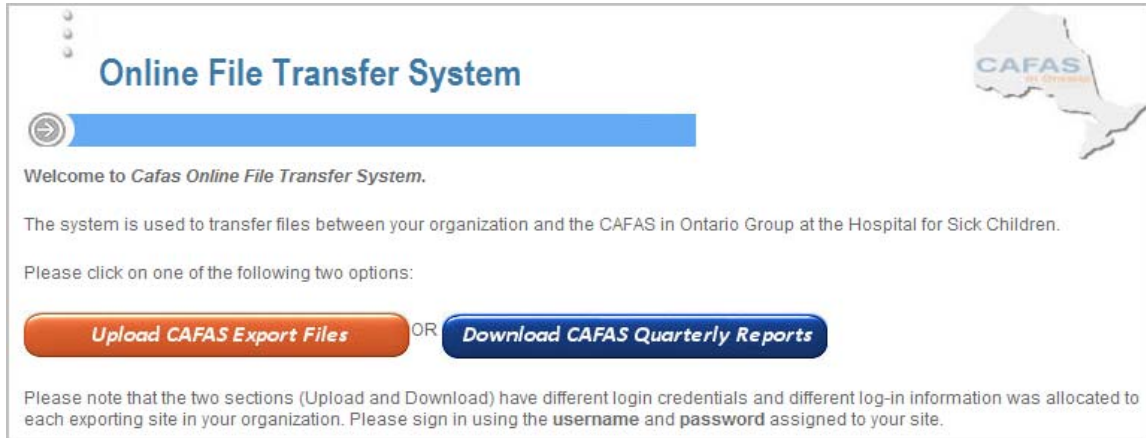 Online File Transfer System
CAFAS
in Ontario
Welcome to Cafas Online File Transfer System.
The system is used to transfer files between your organization and the CAFAS in Ontario Group at the Hospital for Sick Children.
Please click on one of the following two options:
Upload CAFAS Export Files OR Download CAFAS Quarterly Reports
Please note that the two sections (Upload and Download) have different login credentials and different log-in information was allocated to
each exporting site in your organization. Please sign in using the username and password assigned to your site.